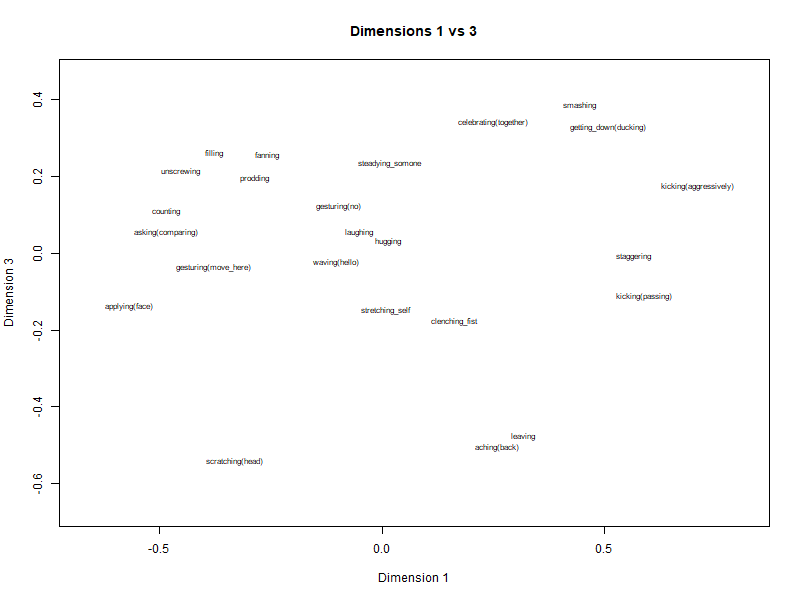 Dimensions 1 vs 3
smashing
celebrating(together)
getting_down(ducking)
filling
fanning
steadying_somone
unscrewing
prodding
kicking(aggressively)
counting
gesturing(no)
asking(comparing)
laughing
hugging
staggering
gesturing(move_here)
waving(hello)
kicking(passing)
applying(face)
stretching_self
clenching_fist
leaving
aching(back)
scratching(head)
0.4
0.2
0.0
-0.2
-0.4
-0.6
Dimension 3
-0.5
0.0
0.5
Dimension 1